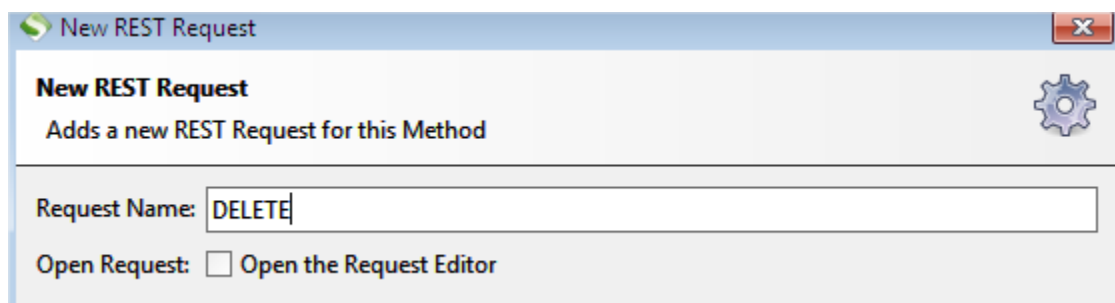 New REST Request
New REST Request
Adds a new REST Request for this Method
Request Name: DELETE
Open Request: Open the Request Editor